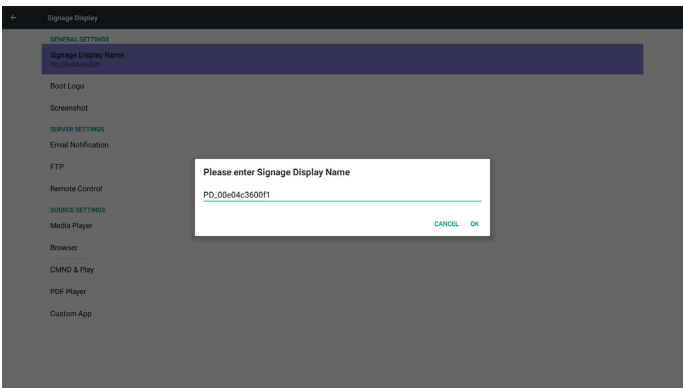 Signage Display
GENERAL SETTINGS
Signage Display Name
PD_00e04c3600f1
Boot Logo
Screenshot
SERVER SETTINGS
Email Notification
FTP
Remote Control
SOURCE SETTINGS
Media Player
Browser
CMND & Play
PDF Player
Custom App
Please enter Signage Display Name
PD_00e04c3600f1
CANCEL OK